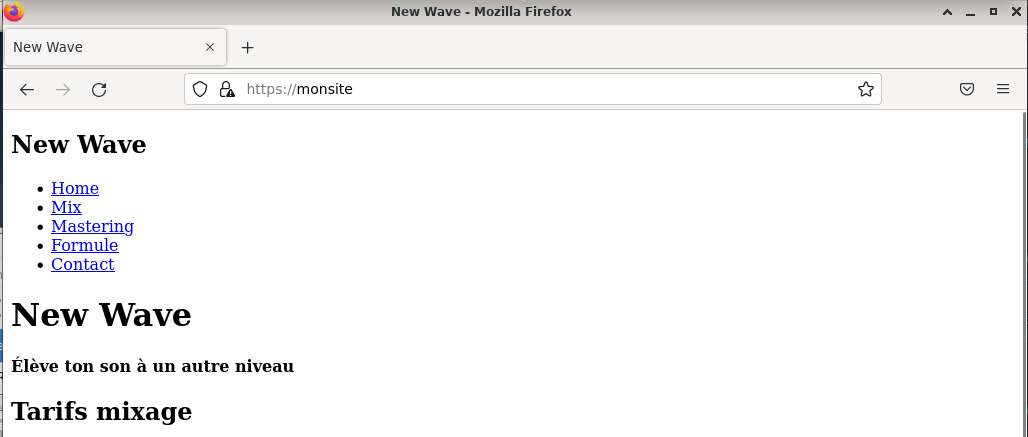 New Wave - Mozilla Firefox
New Wave
https://monsite
New Wave
Home
Mix
Mastering
Formule
Contact
New Wave
Élève ton son à un autre niveau
Tarifs mixage